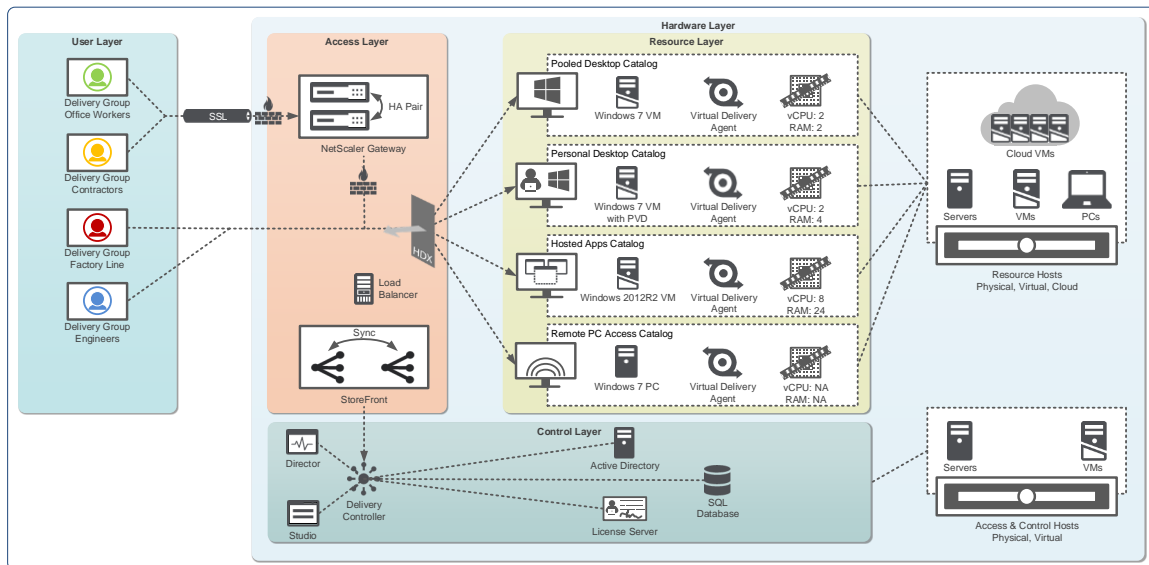 Hardware Layer
User Layer
Access Layer
Resource Layer
Delivery Group
Office Workers
Delivery Group
Contractors
Delivery Group
Factory Line
Delivery Group
Engineers
SSL
HA Pair
NetScaler Gateway
HDX
Load
Balancer
Sync
StoreFront
Pooled Desktop Catalog
Windows 7 VM
Virtual Delivery
Agent
vCPU: 2
RAM: 2
Personal Desktop Catalog
Windows 7 VM
with PVD
Virtual Delivery
Agent
vCPU: 2
RAM: 4
Hosted Apps Catalog
Windows 2012R2 VM
Virtual Delivery
Agent
vCPU: 8
RAM: 24
Remote PC Access Catalog
Windows 7 PC
Virtual Delivery
Agent
vCPU: NA
RAM: NA
Cloud VMs
Servers
VMs
PCs
Resource Hosts
Physical, Virtual, Cloud
Control Layer
Director
Studio
Delivery
Controller
Active Directory
SQL
Database
License Server
Servers
VMs
Access & Control Hosts
Physical, Virtual